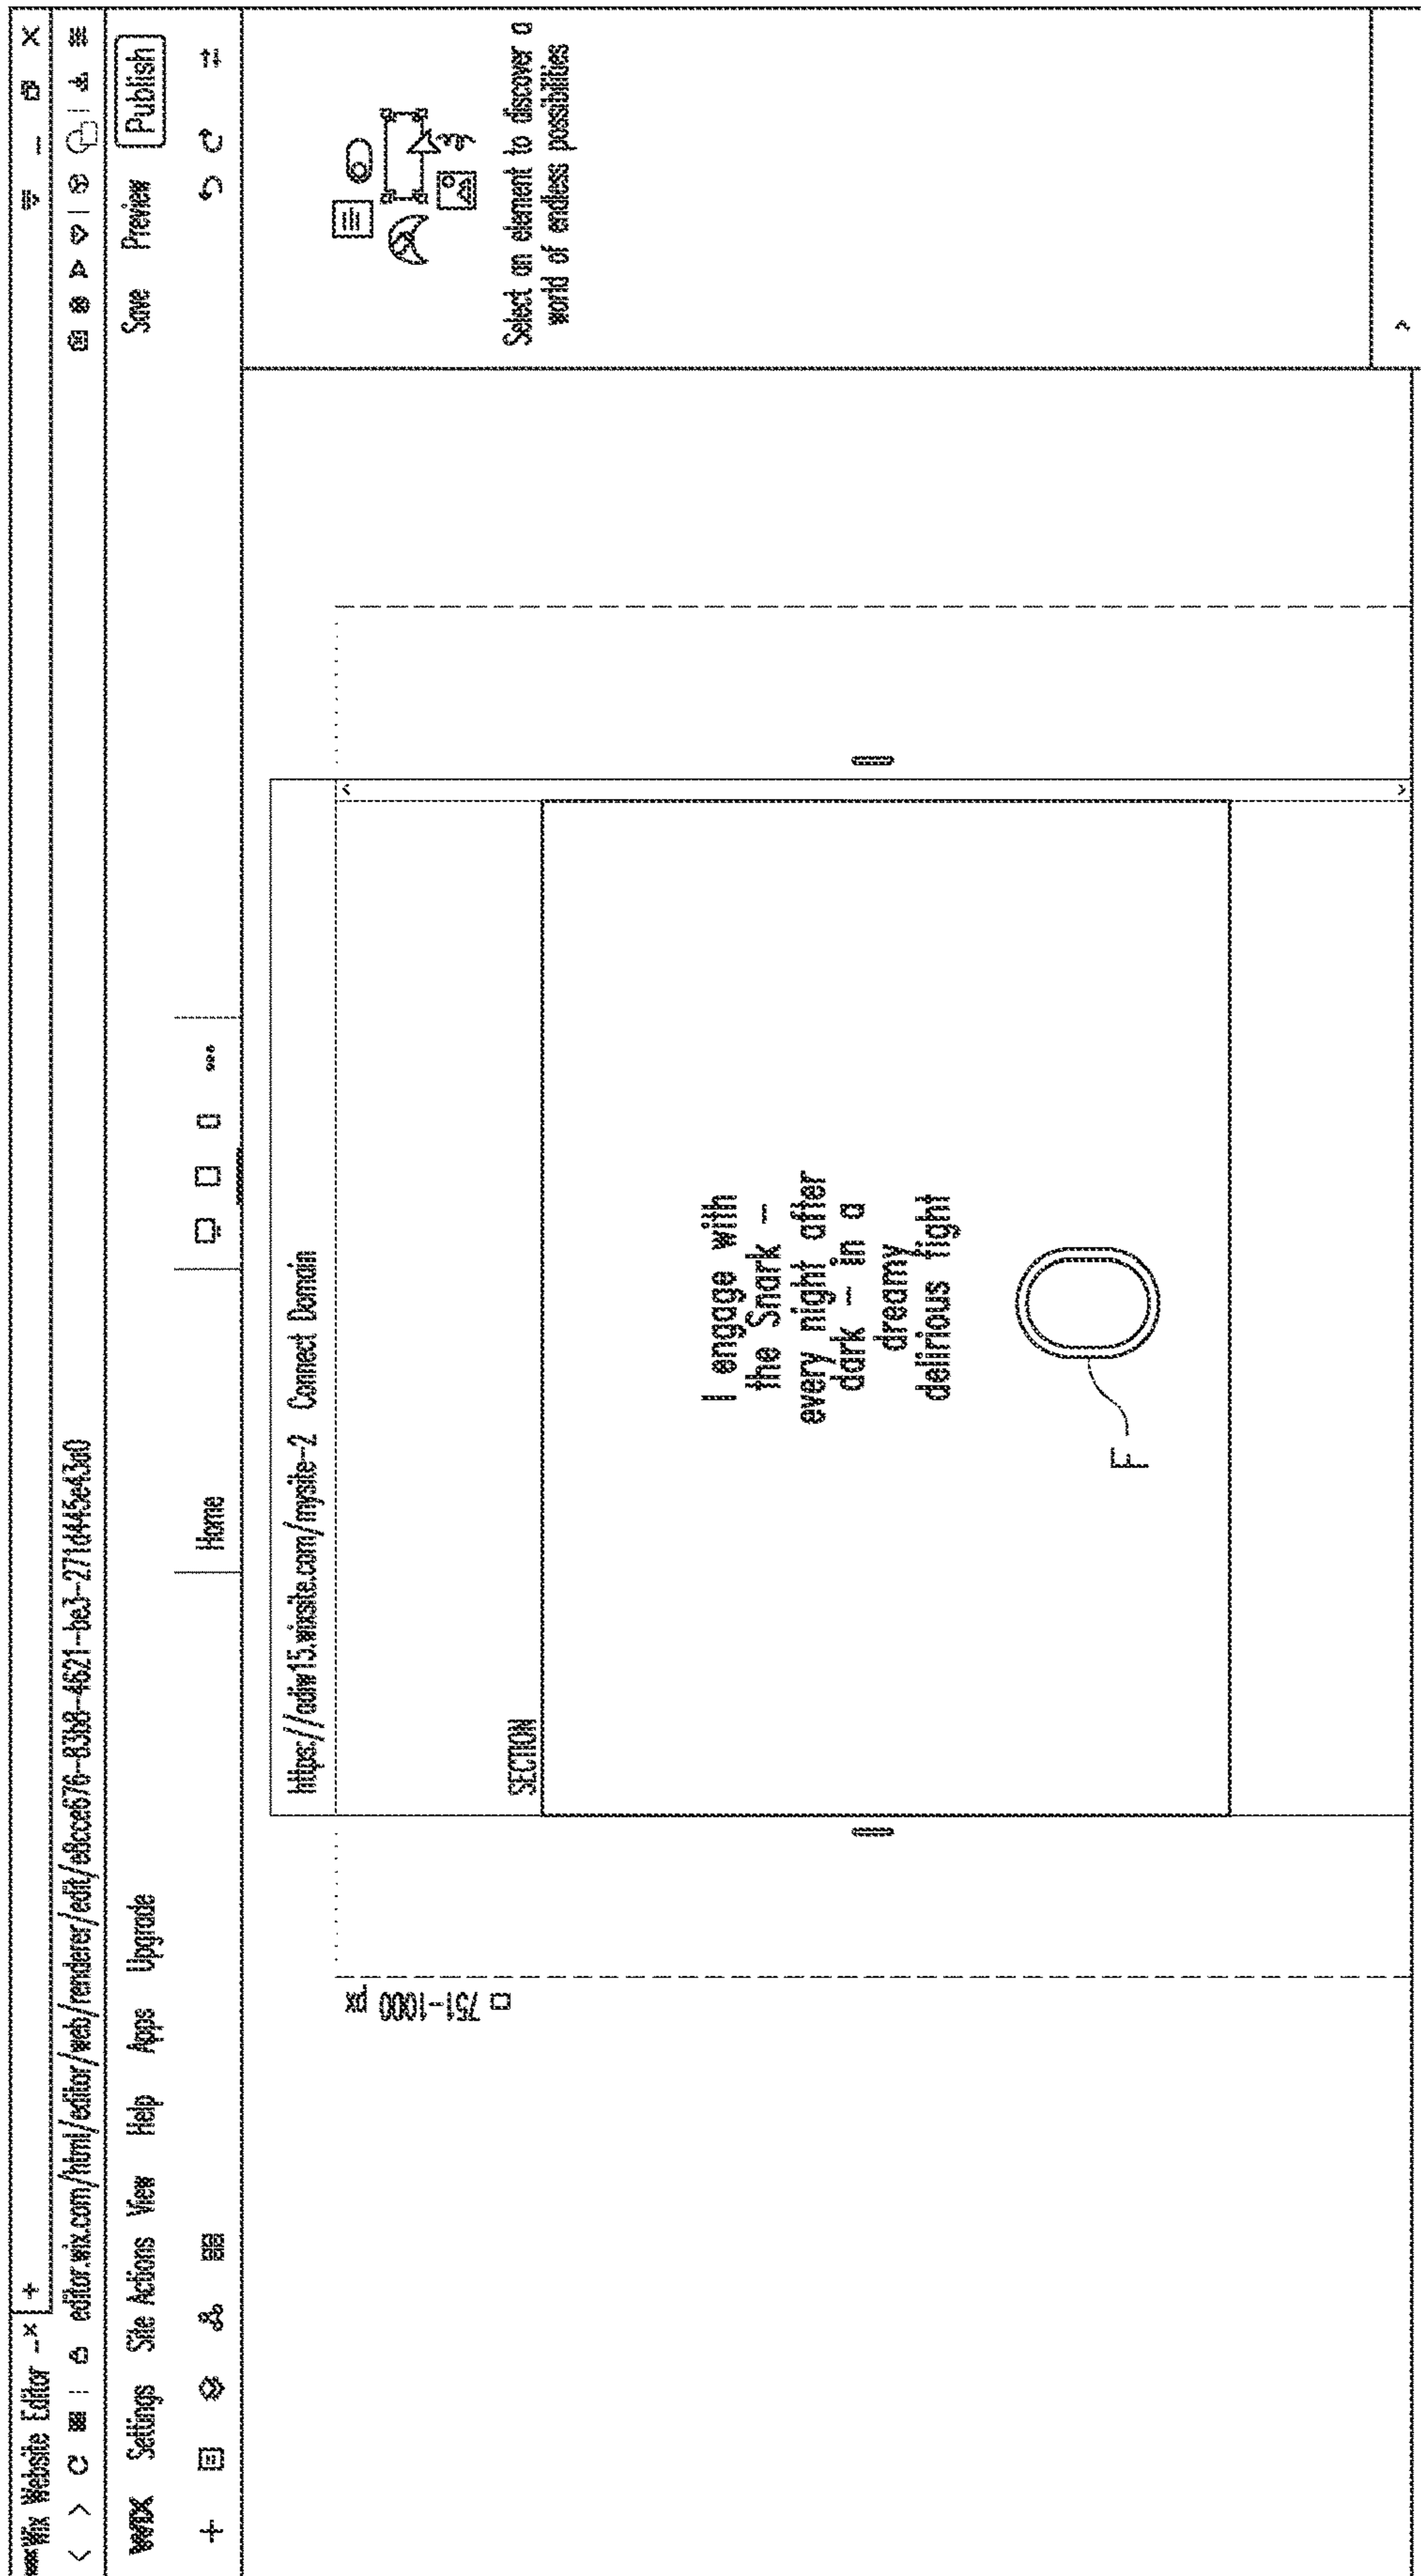 Wix Website Editor
editor.wix.com/html/editor/web/renderer/edit/e8cce676-83b8-4621-be3-271d445e43a0
WIX Settings Site Actions View Help Apps Upgrade Save Preview Publish
Home
https://adiw15.wixsite.com/mysite-2 Connect Domain
751-1000 px
SECTION
I engage with
the Snark --
every night after
dark -- in a
dreamy
delirious fight
F
Select an element to discover a
world of endless possibilities